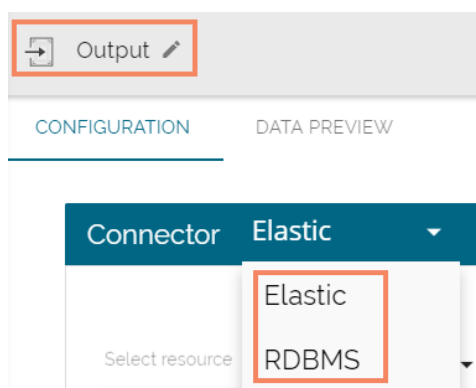 Output
CONFIGURATION DATA PREVIEW
Connector Elastic
Elastic
Select resource RDBMS